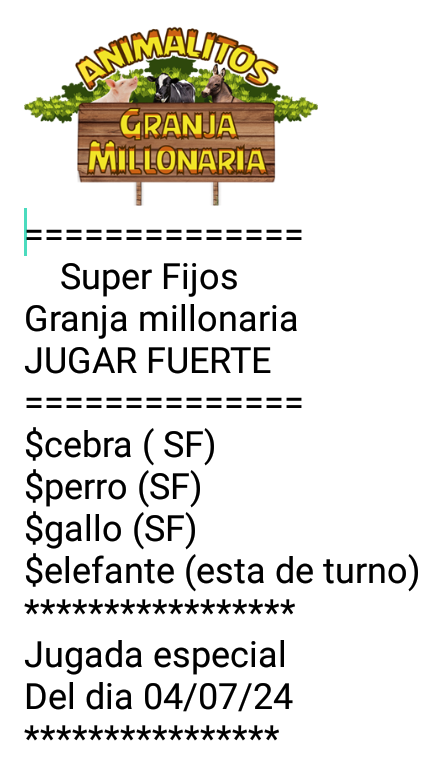 ANIMALITOS
GRANJA
MILLONARIA
==============
Super Fijos
Granja millonaria
JUGAR FUERTE
==============
$cebra ( SF)
$perro (SF)
$gallo (SF)
$elefante (esta de turno)
*****************
Jugada especial
Del dia 04/07/24
****************